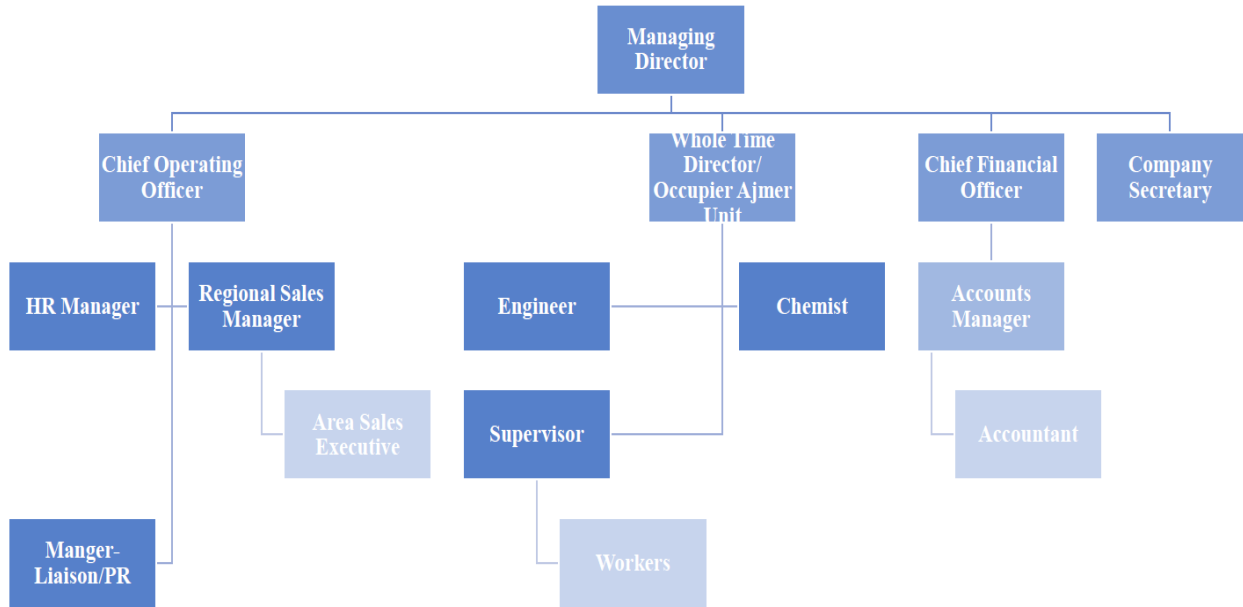 Managing
Director
Chief Operating
Officer
Whole Time
Director/
Occupier Ajmer
Unit
Chief Financial
Officer
Company
Secretary
HR Manager
Regional Sales
Manager
Engineer
Chemist
Accounts
Manager
Area Sales
Executive
Supervisor
Accountant
Manger-
Liaison/PR
Workers